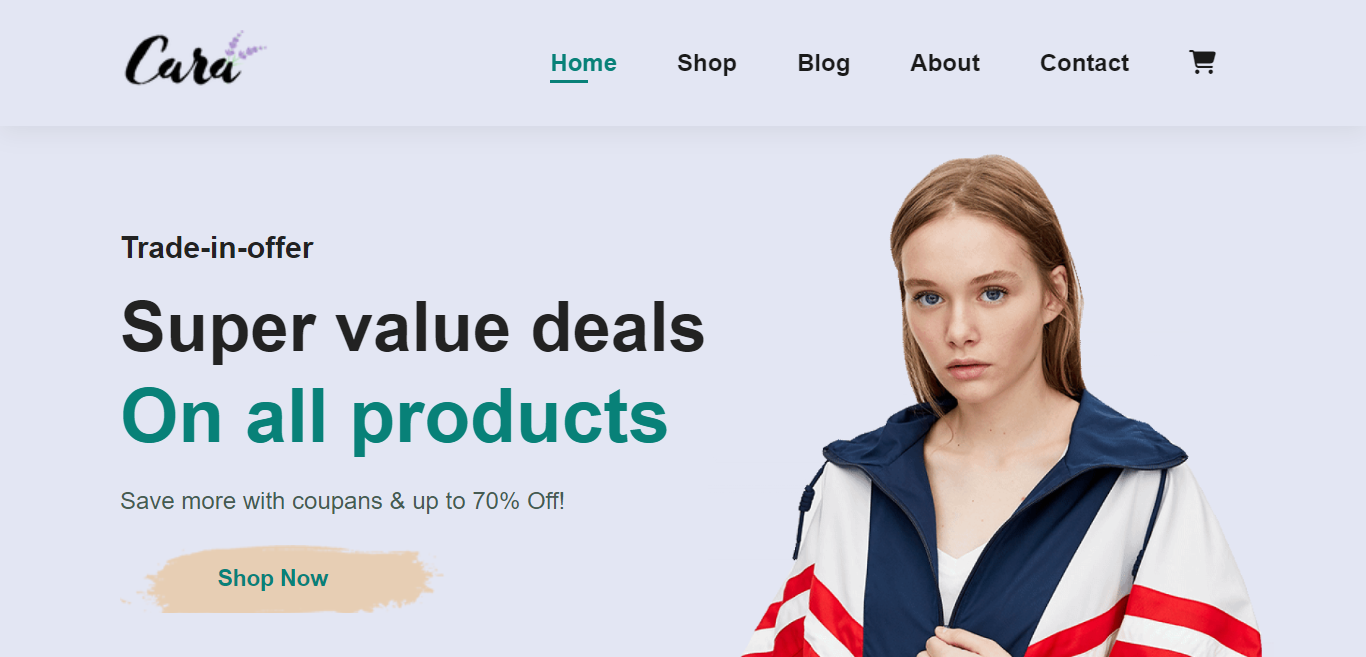 Cara
Home Shop Blog About Contact
Trade-in-offer
Super value deals
On all products
Save more with coupans & up to 70% Off!
Shop Now